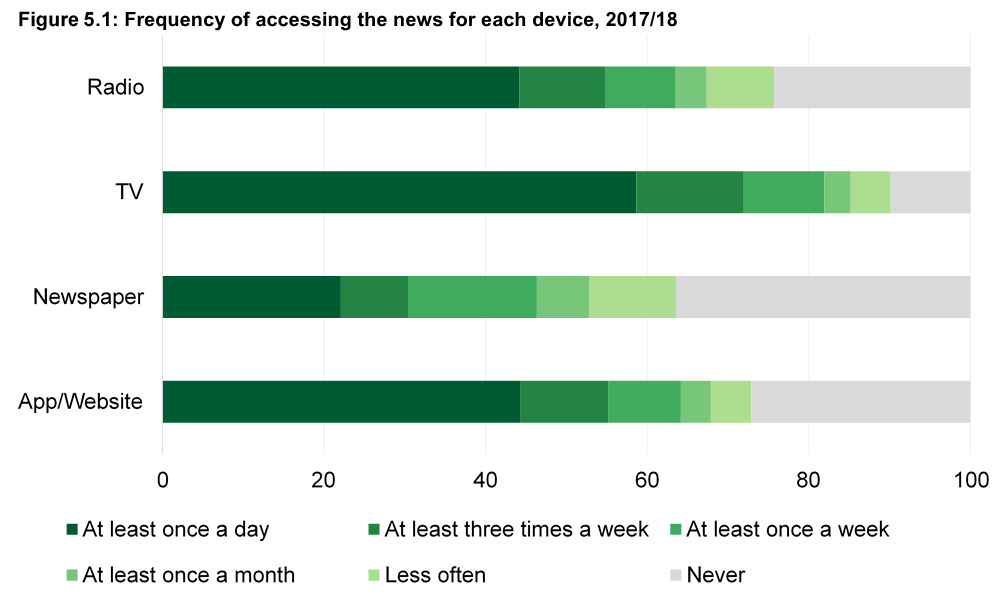 Figure 5.1: Frequency of accessing the news for each device, 2017/18
Radio
TV
Newspaper
App/Website
0 20 40 60 80 100
At least once a day At least three times a week At least once a week
At least once a month Less often Never